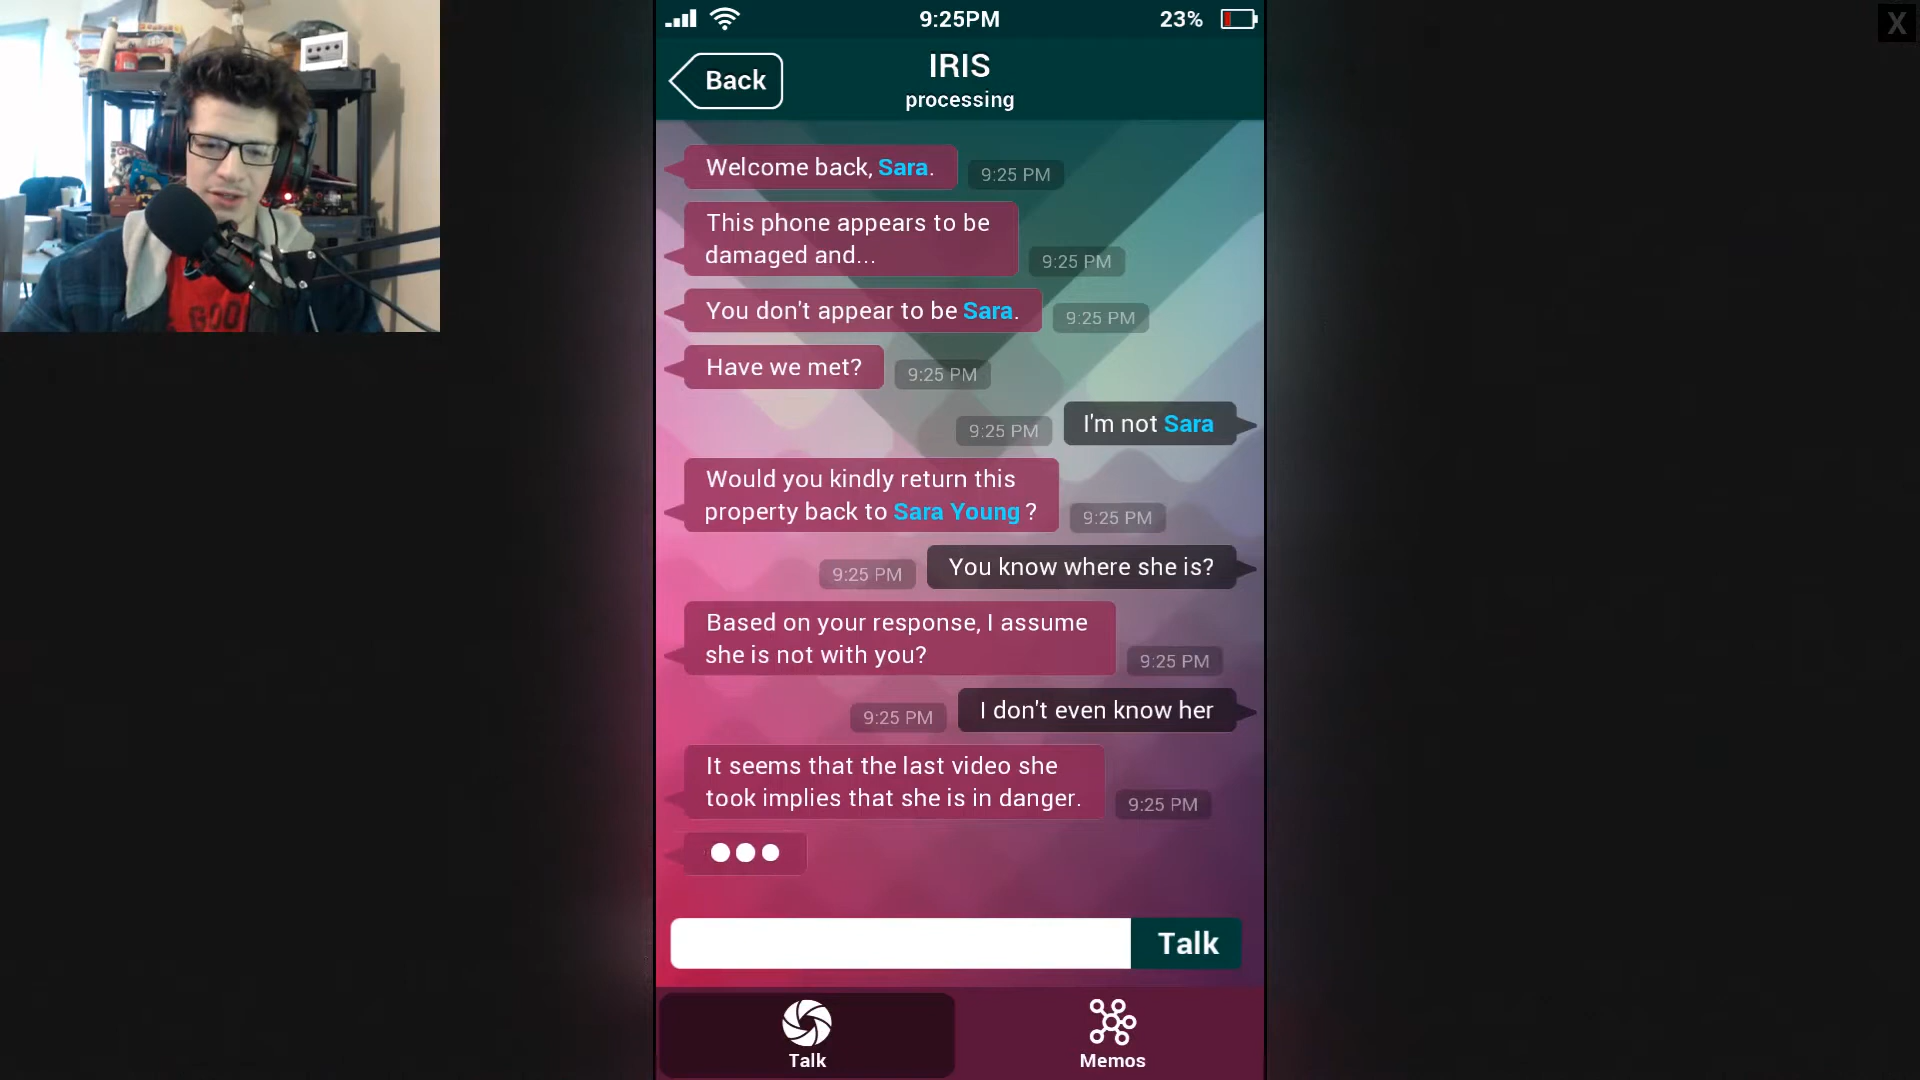 9:25PM
23%
X
Back
IRIS
processing
Welcome back, Sara.
9:25 PM
This phone appears to be
damaged and...
9:25 PM
You don't appear to be Sara.
9:25 PM
Have we met?
9:25 PM
I'm not Sara
9:25 PM
Would you kindly return this
property back to Sara Young ?
9:25 PM
You know where she is?
9:25 PM
Based on your response, I assume
she is not with you?
9:25 PM
I don't even know her
9:25 PM
It seems that the last video she
took implies that she is in danger.
9:25 PM
Talk
Talk
Memos